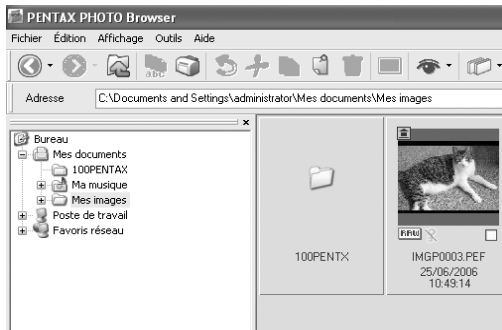 PENTAX PHOTO Browser
Fichier Édition Affichage Outils Aide
abc
Adresse C:\Documents and Settings\administrator\Mes documents\Mes images
Bureau
Mes documents
100PENTAX
Ma musique
Mes images
Poste de travail
Favoris réseau
100PENTX
RAW
IMGP0003.PEF
25/06/2006
10:49:14